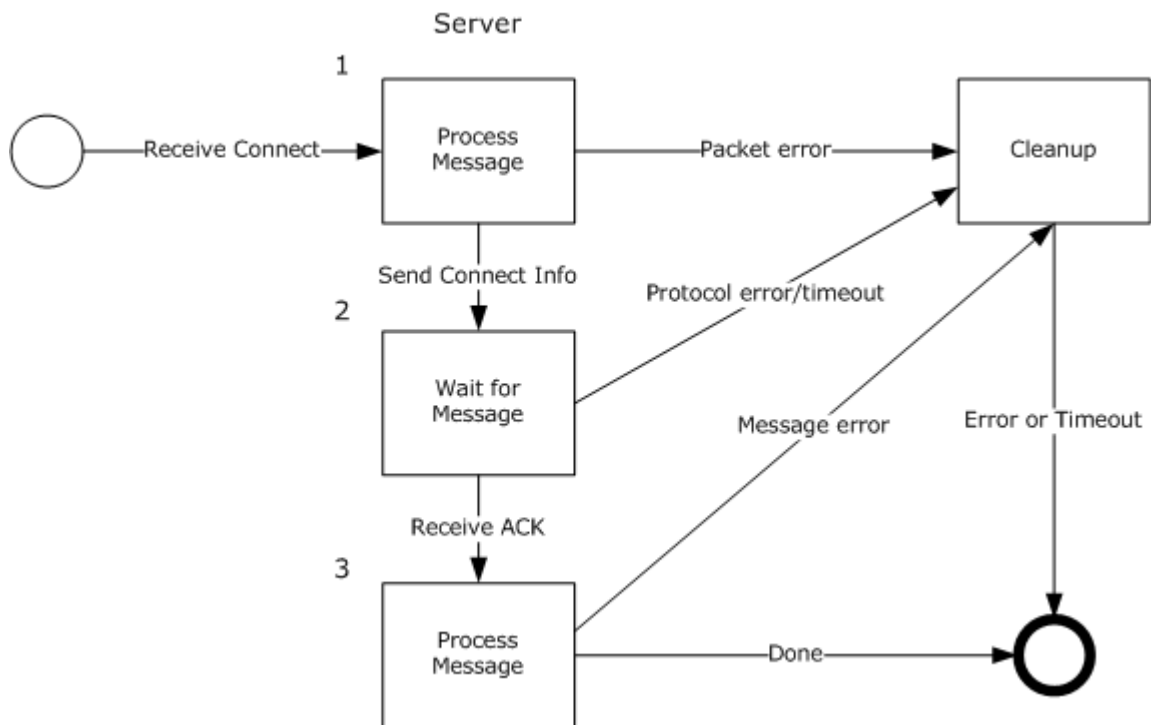 Server
1
Process
Message
Receive Connect
Packet error
Cleanup
Send Connect Info
Protocol error/timeout
2
Wait for
Message
Message error
Error or Timeout
Receive ACK
3
Process
Message
Done